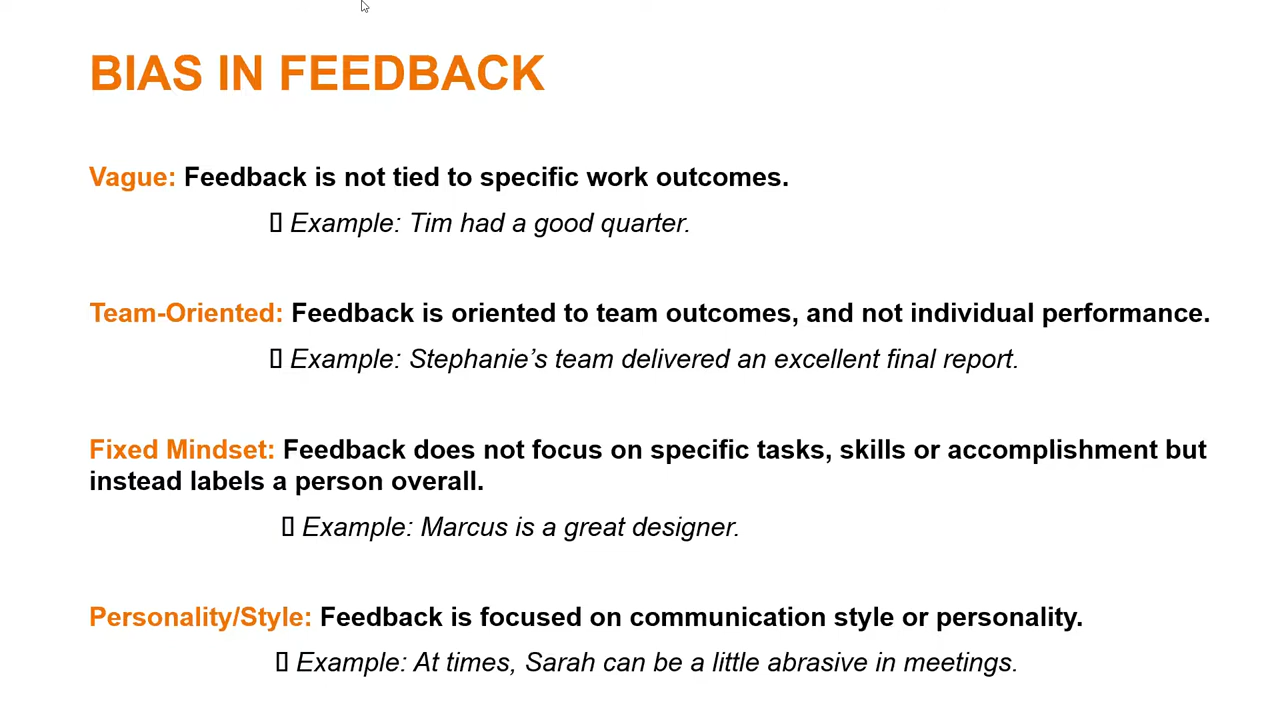 BIAS IN FEEDBACK
Vague: Feedback is not tied to specific work outcomes.
Example: Tim had a good quarter.
Team-Oriented: Feedback is oriented to team outcomes, and not individual performance.
Example: Stephanie’s team delivered an excellent final report.
Fixed Mindset: Feedback does not focus on specific tasks, skills or accomplishment but
instead labels a person overall.
Example: Marcus is a great designer.
Personality/Style: Feedback is focused on communication style or personality.
Example: At times, Sarah can be a little abrasive in meetings.